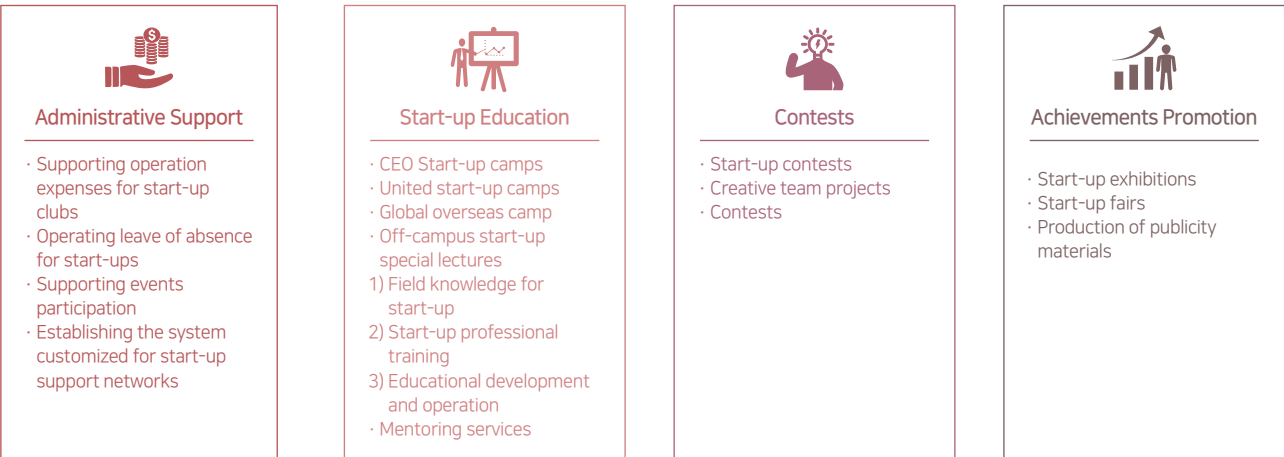 Administrative Support
· Supporting operation
expenses for start-up
clubs
· Operating leave of absence
for start-ups
· Supporting events
participation
· Establishing the system
customized for start-up
support networks
Start-up Education
· CEO Start-up camps
· United start-up camps
· Global overseas camp
· Off-campus start-up
special lectures
1) Field knowledge for
start-up
2) Start-up professional
training
3) Educational development
and operation
· Mentoring services
Contests
· Start-up contests
· Creative team projects
· Contests
Achievements Promotion
· Start-up exhibitions
· Start-up fairs
· Production of publicity
materials